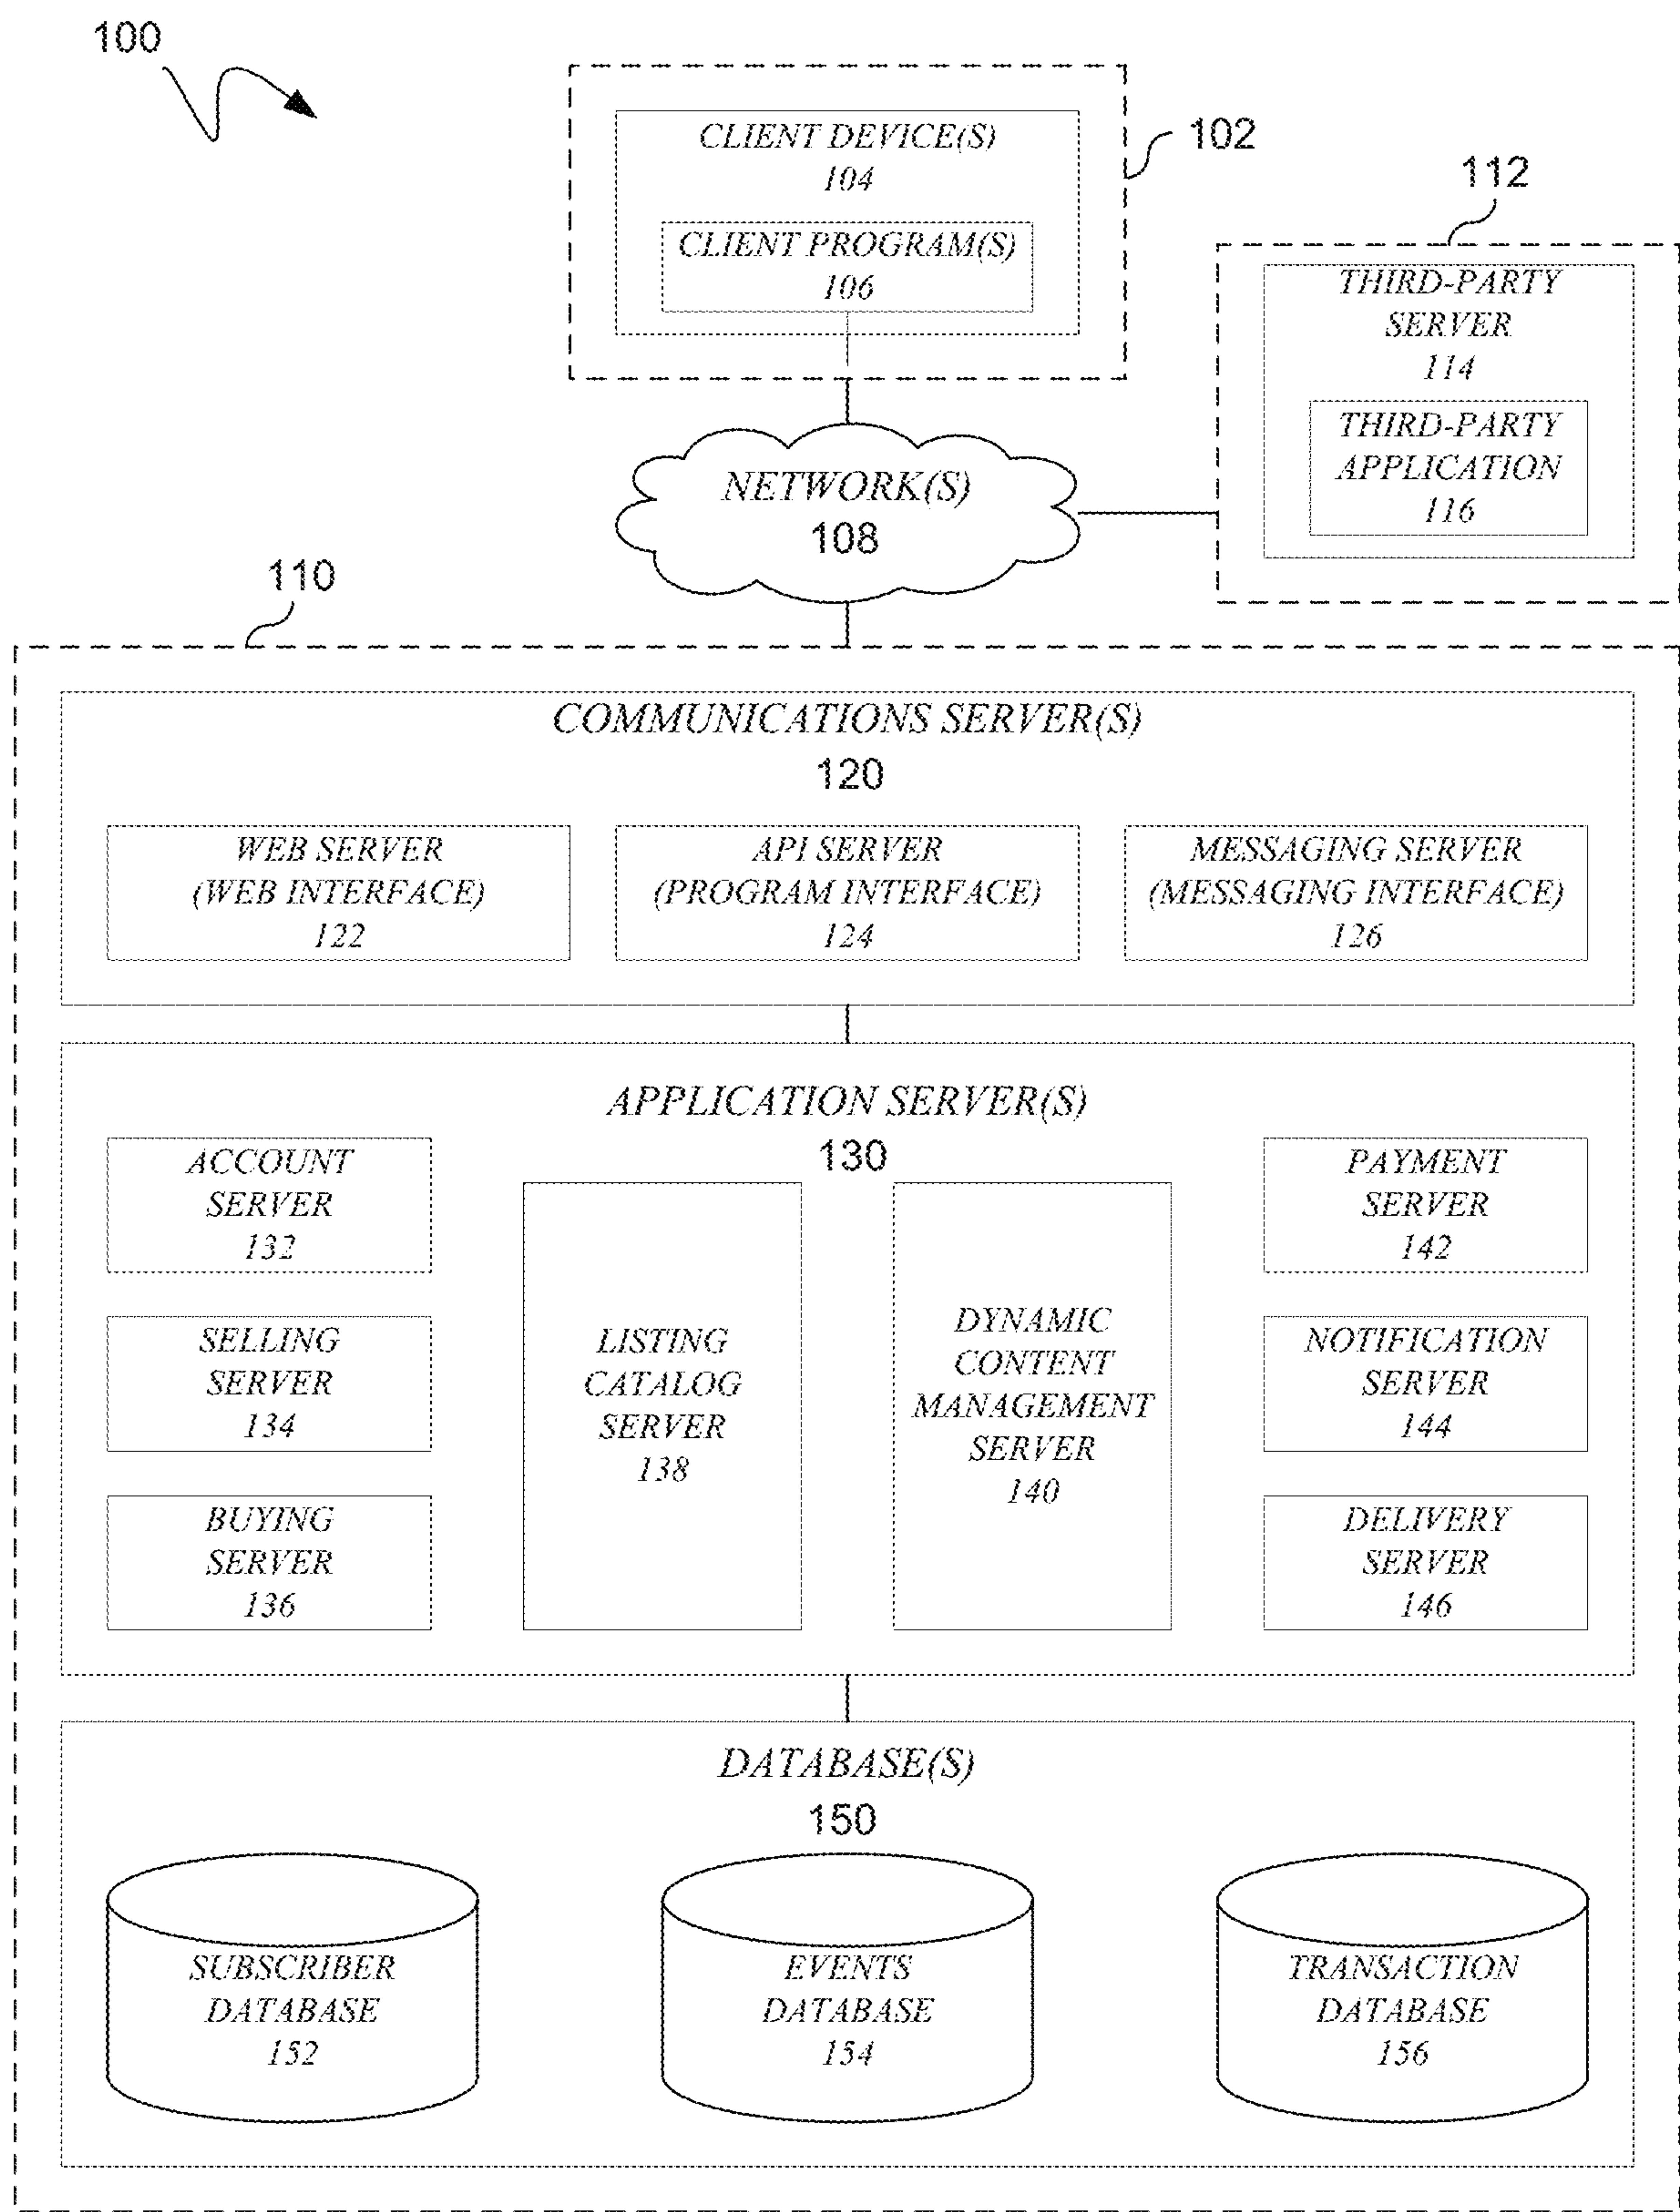 100
CLIENT DEVICE(S)
104
CLIENT PROGRAM(S)
106
102
112
THIRD-PARTY
SERVER
114
THIRD-PARTY
APPLICATION
116
NETWORK(S)
108
110
COMMUNICATIONS SERVER(S)
120
WEB SERVER
(WEB INTERFACE)
122
API SERVER
(PROGRAM INTERFACE)
124
MESSAGING SERVER
(MESSAGING INTERFACE)
126
APPLICATION SERVER(S)
130
ACCOUNT
SERVER
132
SELLING
SERVER
134
BUYING
SERVER
136
LISTING
CATALOG
SERVER
138
DYNAMIC
CONTENT
MANAGEMENT
SERVER
140
PAYMENT
SERVER
142
NOTIFICATION
SERVER
144
DELIVERY
SERVER
146
DATABASE(S)
150
SUBSCRIBER
DATABASE
152
EVENTS
DATABASE
154
TRANSACTION
DATABASE
156